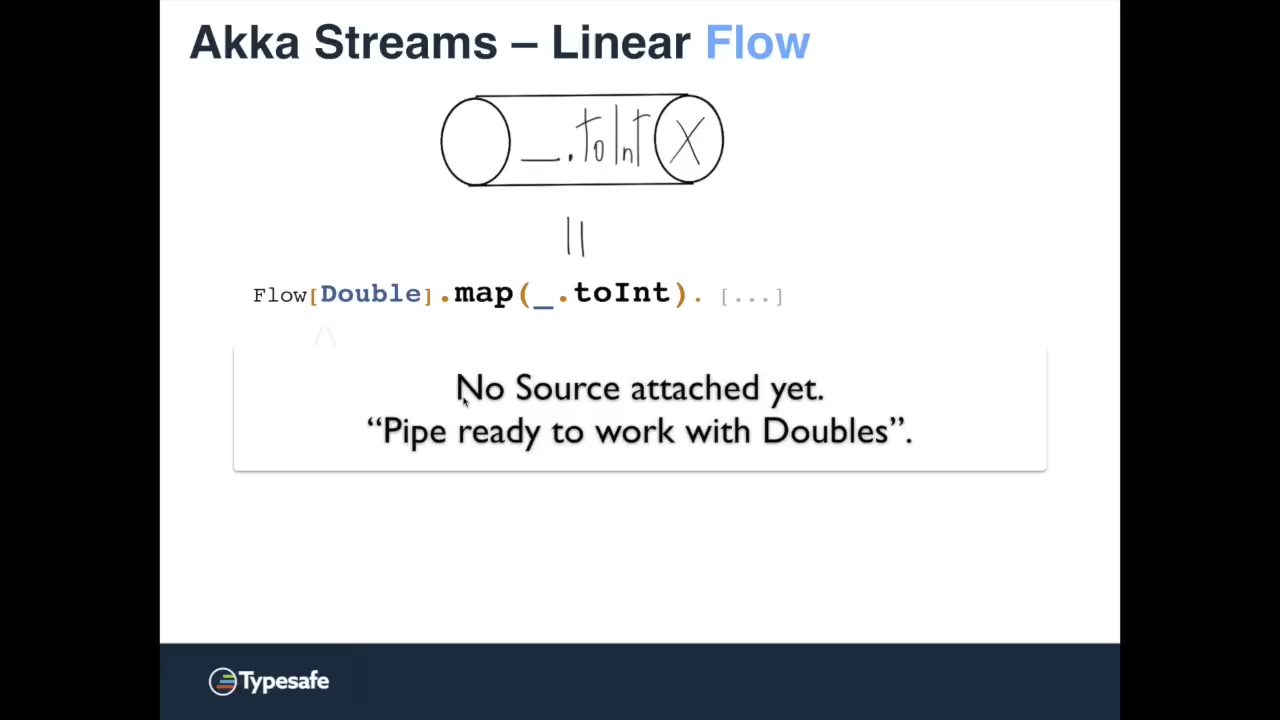 Akka Streams – Linear Flow
_.toInt X
||
Flow[Double].map(_.toInt). [...]
No Source attached yet.
“Pipe ready to work with Doubles”.
Typesafe